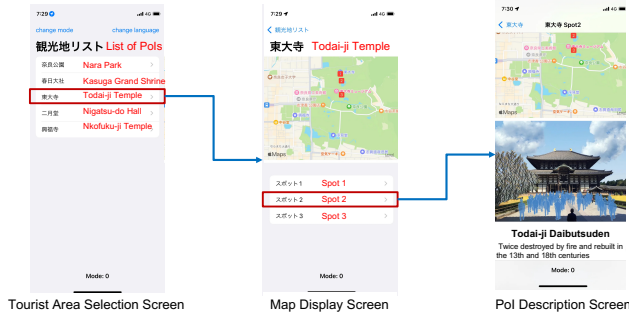 7:29
4G
change mode
change language
観光地リスト List of PoIs
奈良公園 Nara Park
春日大社 Kasuga Grand Shrine
東大寺 Todai-ji Temple
二月堂 Nigatsu-do Hall
興福寺 Nkofuku-ji Temple
Mode: 0
Tourist Area Selection Screen
7:29
4G
観光地リスト
東大寺 Todai-ji Temple
Maps
スポット1 Spot 1
スポット2 Spot 2
スポット3 Spot 3
Mode: 0
Map Display Screen
7:30
4G
東大寺
東大寺 Spot2
Maps
Todai-ji Daibutsuden
Twice destroyed by fire and rebuilt in
the 13th and 18th centuries
Mode: 0
PoI Description Screen